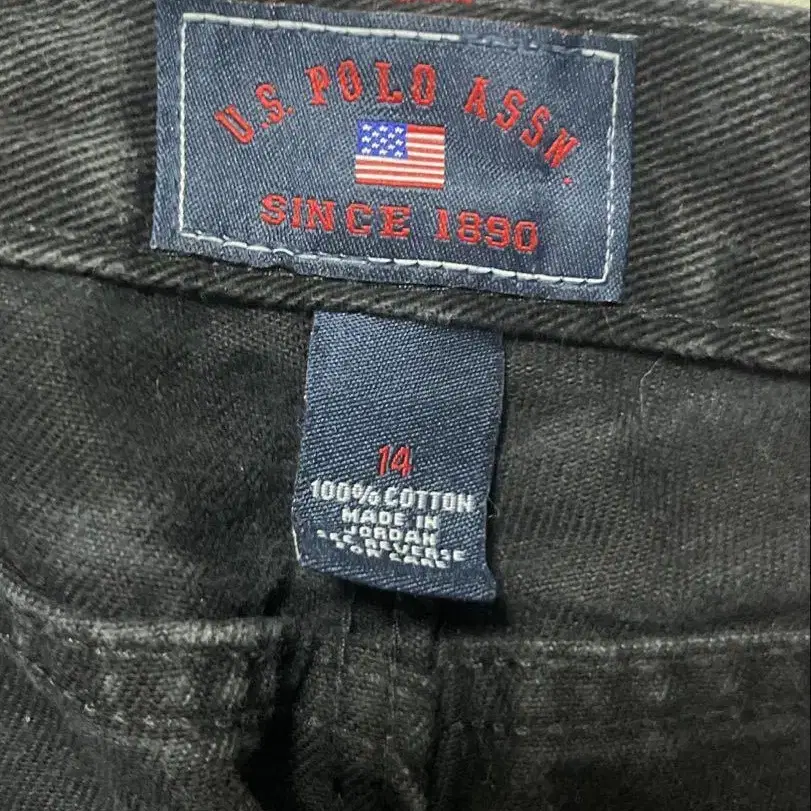 U.S. POLO ASSN.
SINCE 1890
14
100% COTTON
MADE IN
JORDAN
SEE REVERSE
FOR CARE